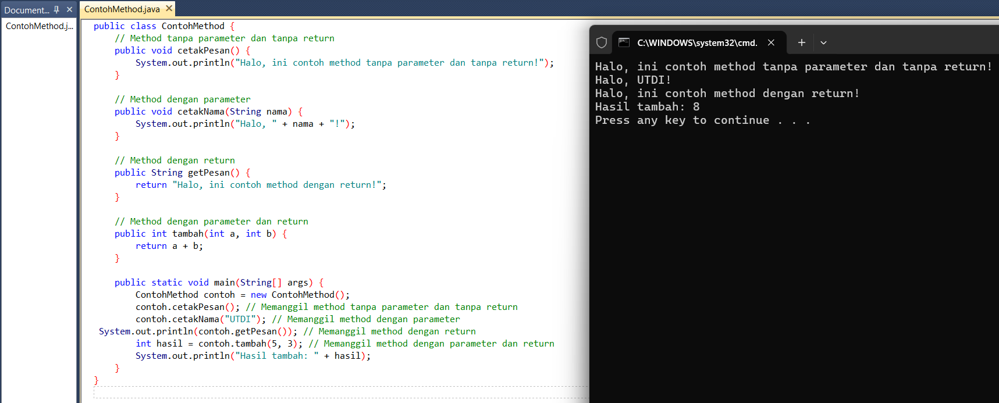 Document...
ContohMethod.java
ContohMethod.j...
public class ContohMethod {
// Method tanpa parameter dan tanpa return
public void cetakPesan() {
System.out.println("Halo, ini contoh method tanpa parameter dan tanpa return!");
}
// Method dengan parameter
public void cetakNama(String nama) {
System.out.println("Halo, " + nama + "!");
}
// Method dengan return
public String getPesan() {
return "Halo, ini contoh method dengan return!";
}
// Method dengan parameter dan return
public int tambah(int a, int b) {
return a + b;
}
public static void main(String[] args) {
ContohMethod contoh = new ContohMethod();
contoh.cetakPesan(); // Memanggil method tanpa parameter dan tanpa return
contoh.cetakNama("UTDI"); // Memanggil method dengan parameter
System.out.println(contoh.getPesan()); // Memanggil method dengan return
int hasil = contoh.tambah(5, 3); // Memanggil method dengan parameter dan return
System.out.println("Hasil tambah: " + hasil);
}
}
C:\WINDOWS\system32\cmd.
Halo, ini contoh method tanpa parameter dan tanpa return!
Halo, UTDI!
Halo, ini contoh method dengan return!
Hasil tambah: 8
Press any key to continue . . .